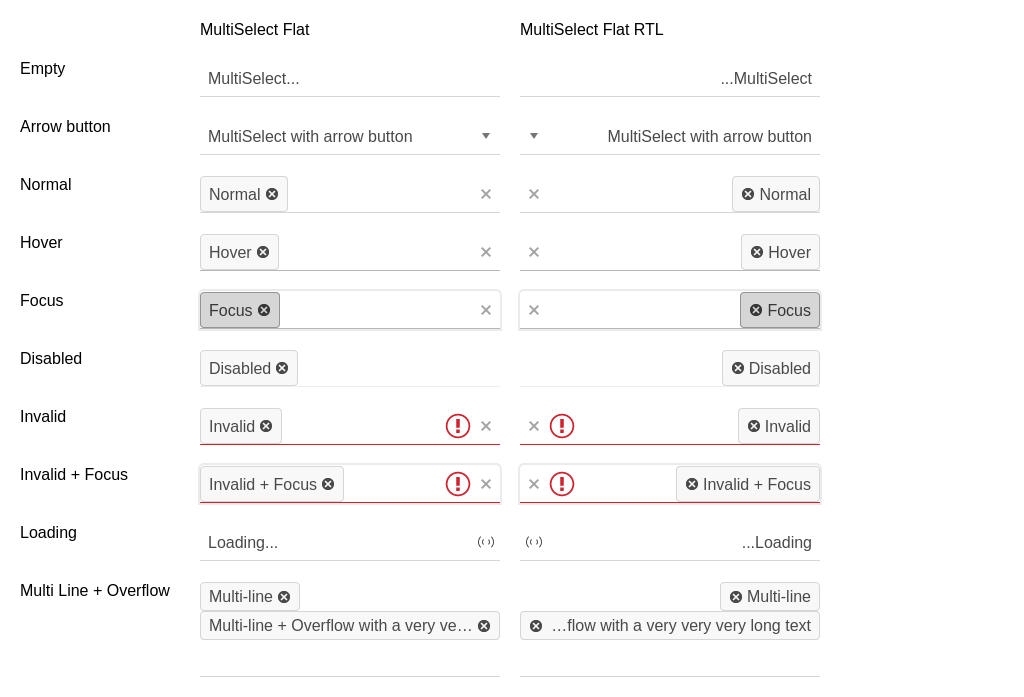 MultiSelect Flat MultiSelect Flat RTL
Empty MultiSelect... ...MultiSelect
Arrow button MultiSelect with arrow button MultiSelect with arrow button
Normal Normal Normal
Hover Hover Hover
Focus Focus Focus
Disabled Disabled Disabled
Invalid Invalid Invalid
Invalid + Focus Invalid + Focus Invalid + Focus
Loading Loading... ...Loading
Multi Line + Overflow Multi-line Multi-line
Multi-line + Overflow with a very ve... ...flow with a very very very long text